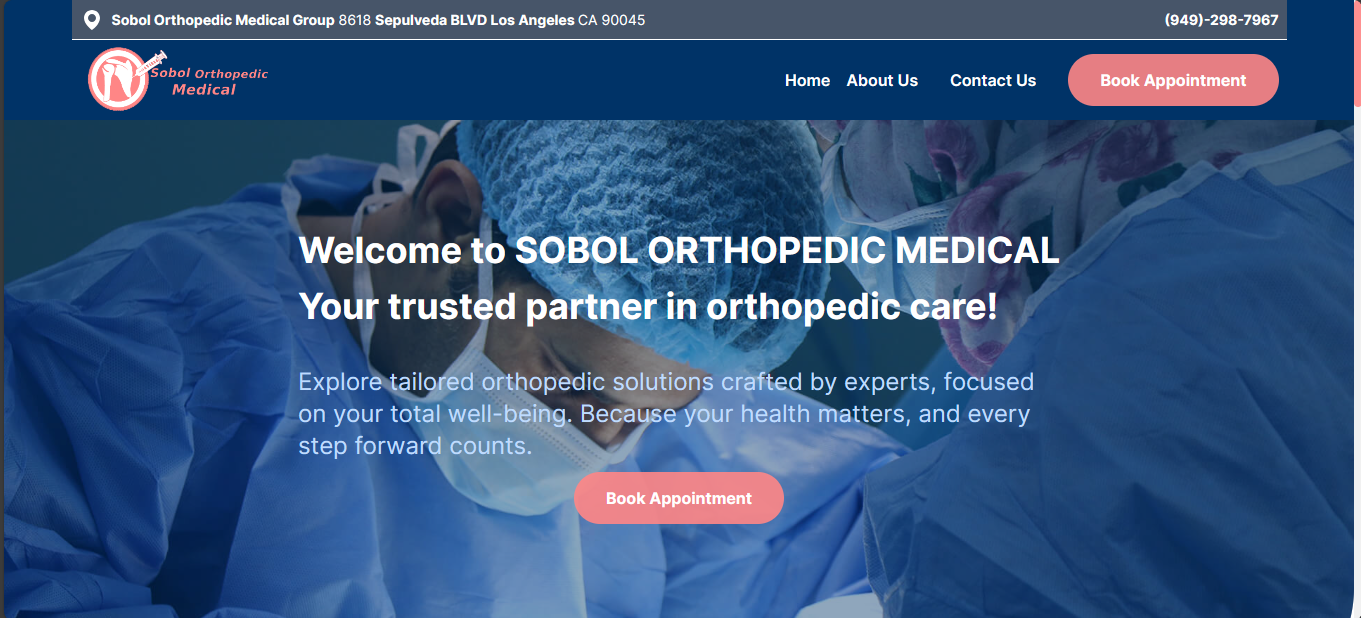 Sobol Orthopedic Medical Group 8618 Sepulveda BLVD Los Angeles CA 90045
(949)-298-7967
Sobol Orthopedic
Medical
Home About Us Contact Us Book Appointment
Welcome to SOBOL ORTHOPEDIC MEDICAL
Your trusted partner in orthopedic care!
Explore tailored orthopedic solutions crafted by experts, focused
on your total well-being. Because your health matters, and every
step forward counts.
Book Appointment